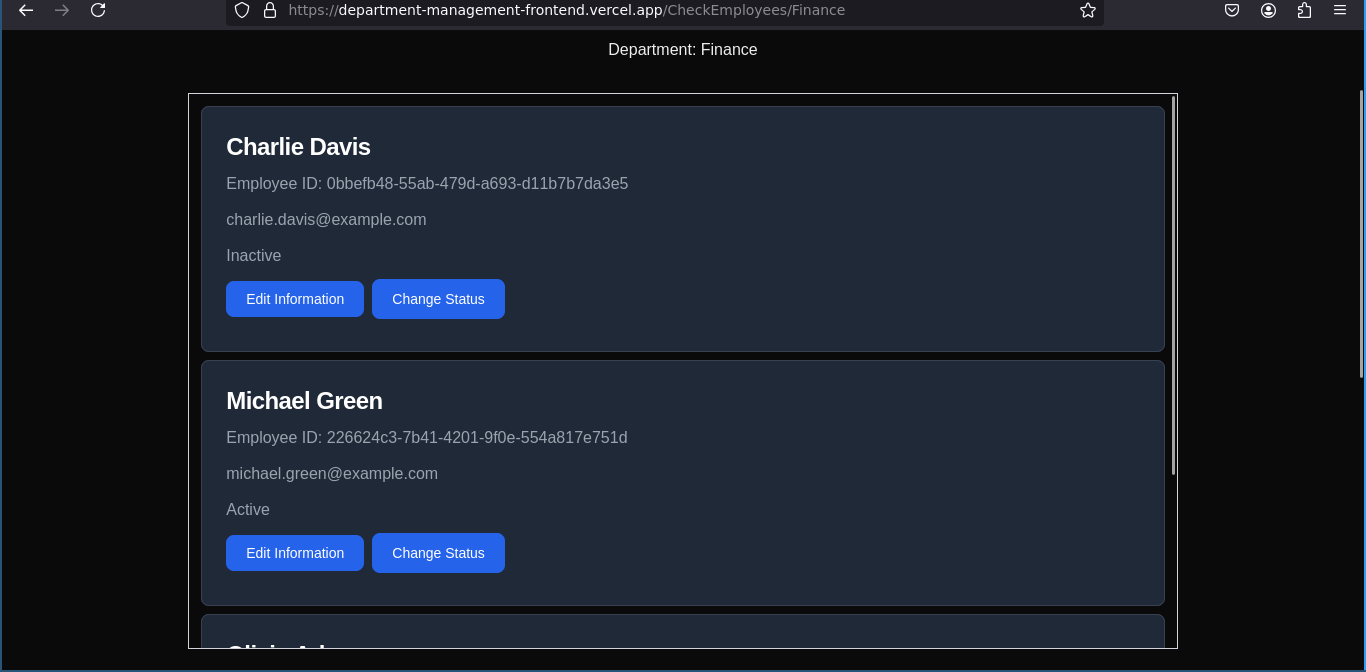 https://department-management-frontend.vercel.app/CheckEmployees/Finance
Department: Finance
Charlie Davis
Employee ID: 0bbefb48-55ab-479d-a693-d11b7b7da3e5
charlie.davis@example.com
Inactive
Edit Information Change Status
Michael Green
Employee ID: 226624c3-7b41-4201-9f0e-554a817e751d
michael.green@example.com
Active
Edit Information Change Status